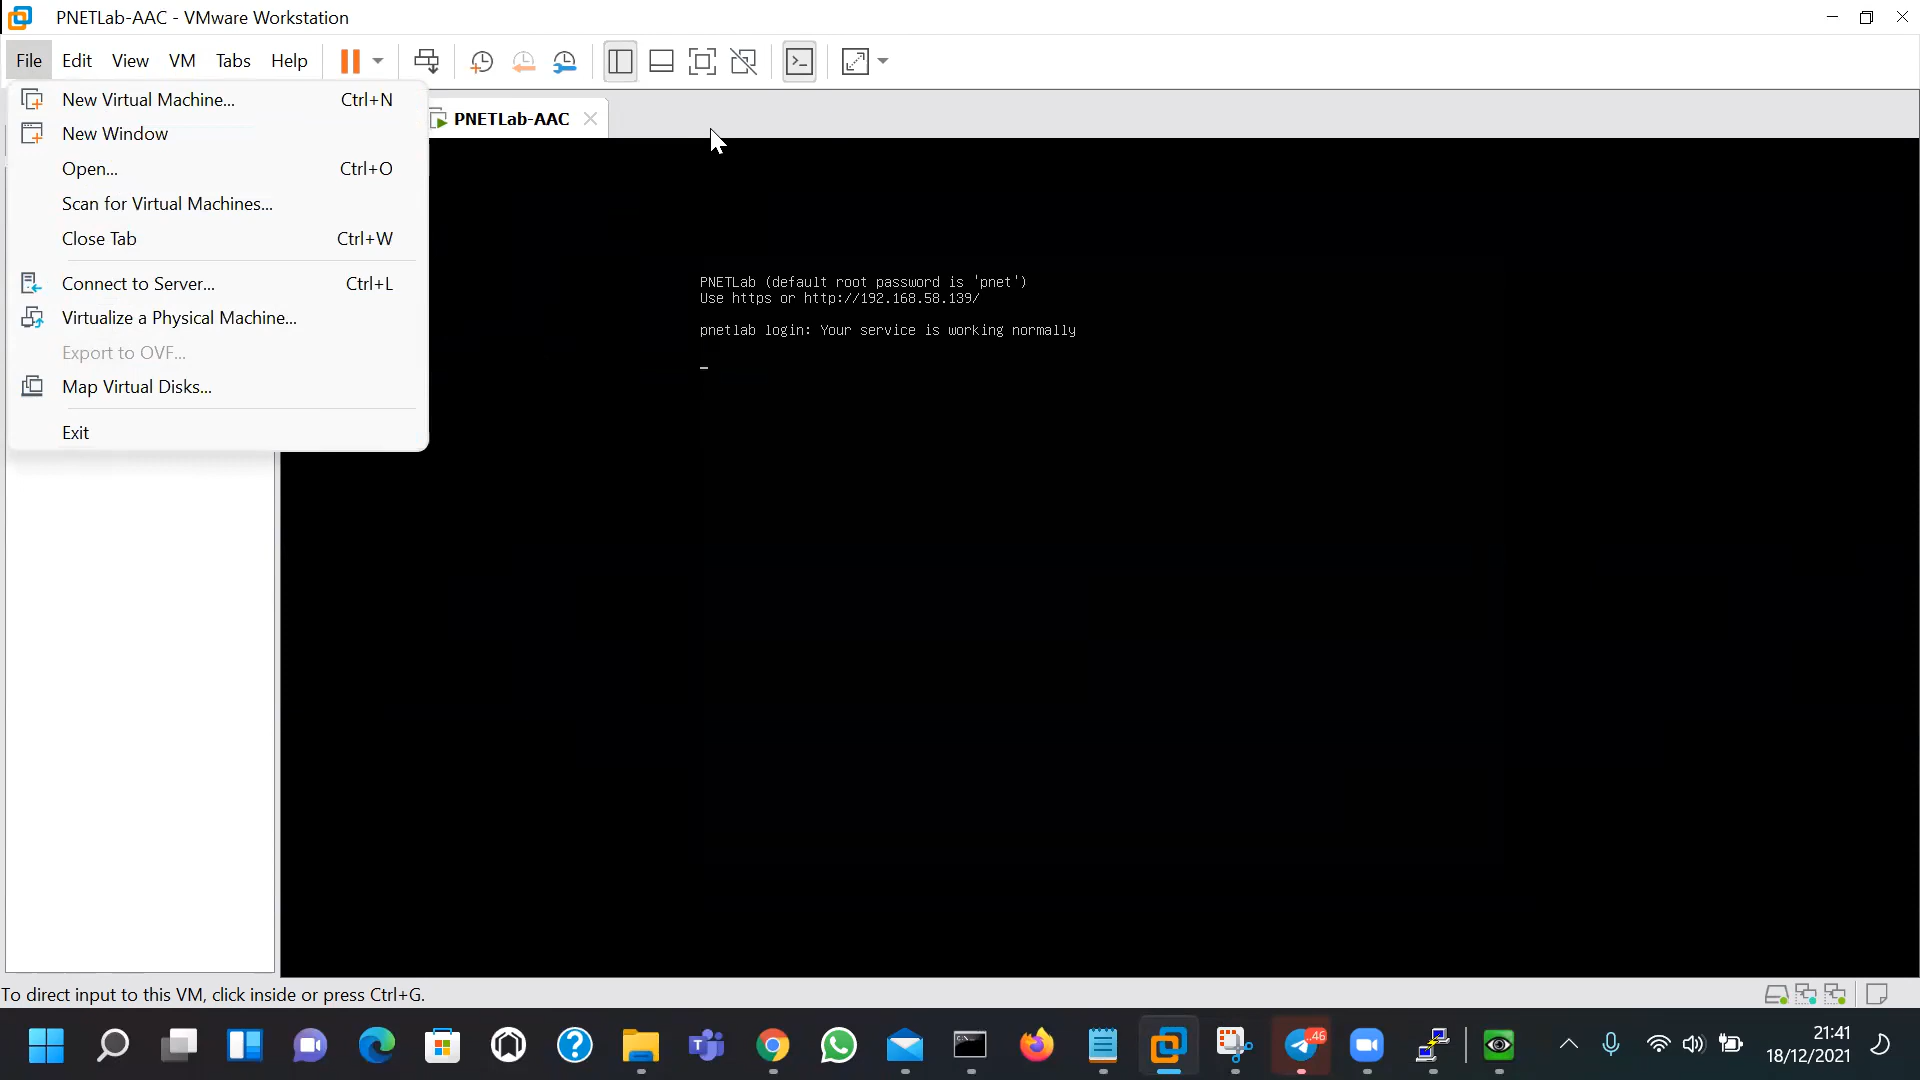 PNETLab-AAC - VMware Workstation
File Edit View VM Tabs Help
New Virtual Machine... Ctrl+N
New Window
Open... Ctrl+O
Scan for Virtual Machines...
Close Tab Ctrl+W
Connect to Server... Ctrl+L
Virtualize a Physical Machine...
Export to OVF...
Map Virtual Disks...
Exit
PNETLab-AAC
PNETLab (default root password is 'pnet')
Use https or http://192.168.58.139/
pnetlab login: Your service is working normally
To direct input to this VM, click inside or press Ctrl+G.
46
21:41
18/12/2021